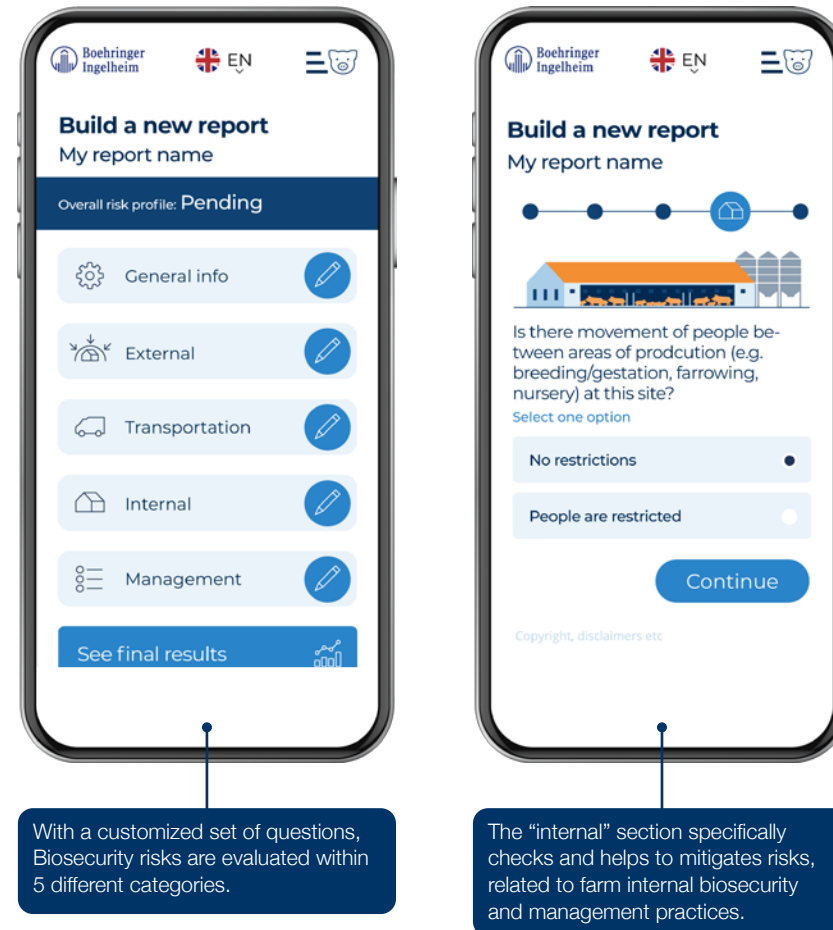 Boehringer
Ingelheim
EN
Build a new report
My report name
Overall risk profile: Pending
General info
External
Transportation
Internal
Management
See final results
With a customized set of questions,
Biosecurity risks are evaluated within
5 different categories.
Boehringer
Ingelheim
EN
Build a new report
My report name
Is there movement of people be-
tween areas of prodcution (e.g.
breeding/gestation, farrowing,
nursery) at this site?
Select one option
No restrictions
People are restricted
Continue
Copyright, disclaimers etc
The “internal” section specifically
checks and helps to mitigates risks,
related to farm internal biosecurity
and management practices.